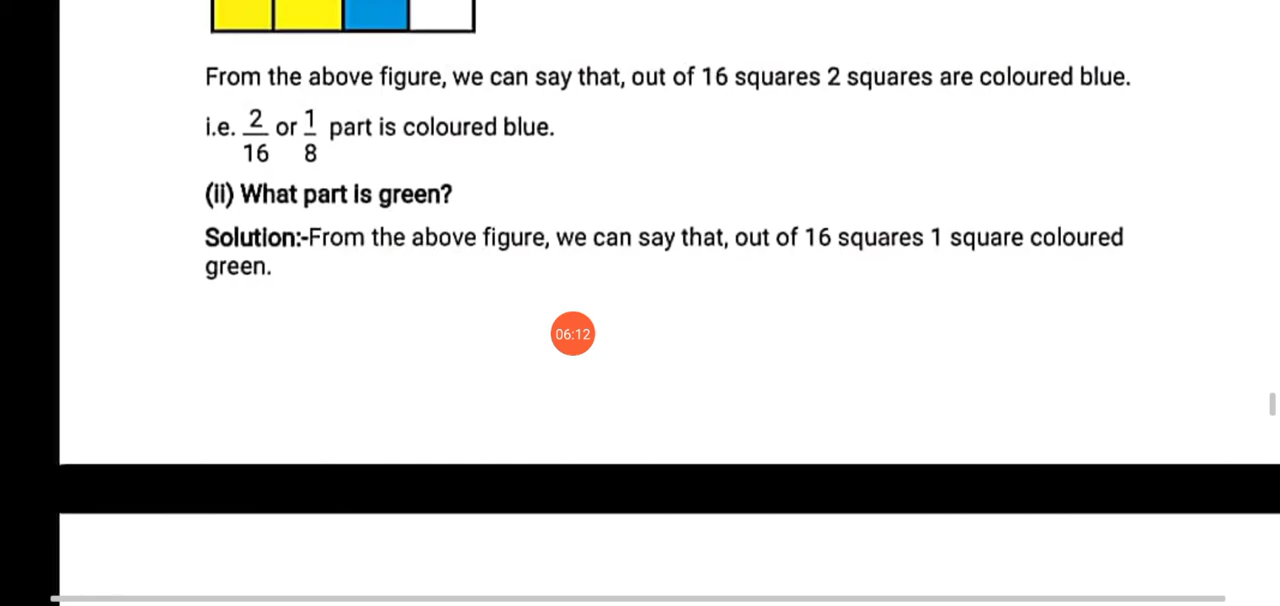 From the above figure, we can say that, out of 16 squares 2 squares are coloured blue.
i.e. 2/16 or 1/8 part is coloured blue.
(ii) What part is green?
Solution:-From the above figure, we can say that, out of 16 squares 1 square coloured
green.
06:12